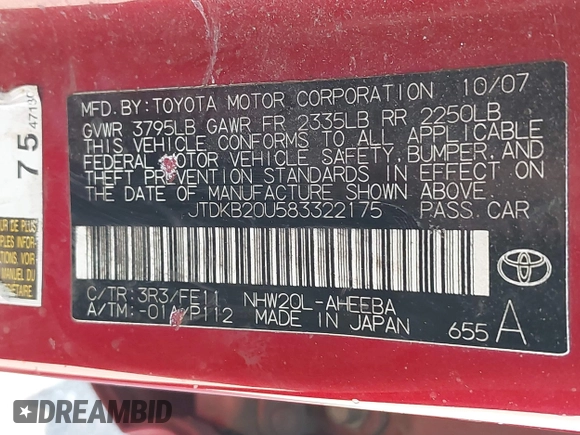 MFD. BY: TOYOTA MOTOR CORPORATION 10/07
GVWR 3795LB GAWR FR 2335LB RR 2250LB
THIS VEHICLE CONFORMS TO ALL APPLICABLE
FEDERAL MOTOR VEHICLE SAFETY, BUMPER, AND
THEFT PREVENTION STANDARDS IN EFFECT ON
THE DATE OF MANUFACTURE SHOWN ABOVE.
JTDKB20U583322175 PASS. CAR
C/TR: 3R3/FE11 NHW20L-AHEEBA
A/TM: -01A/P112 MADE IN JAPAN 655 A
75
DREAMBID